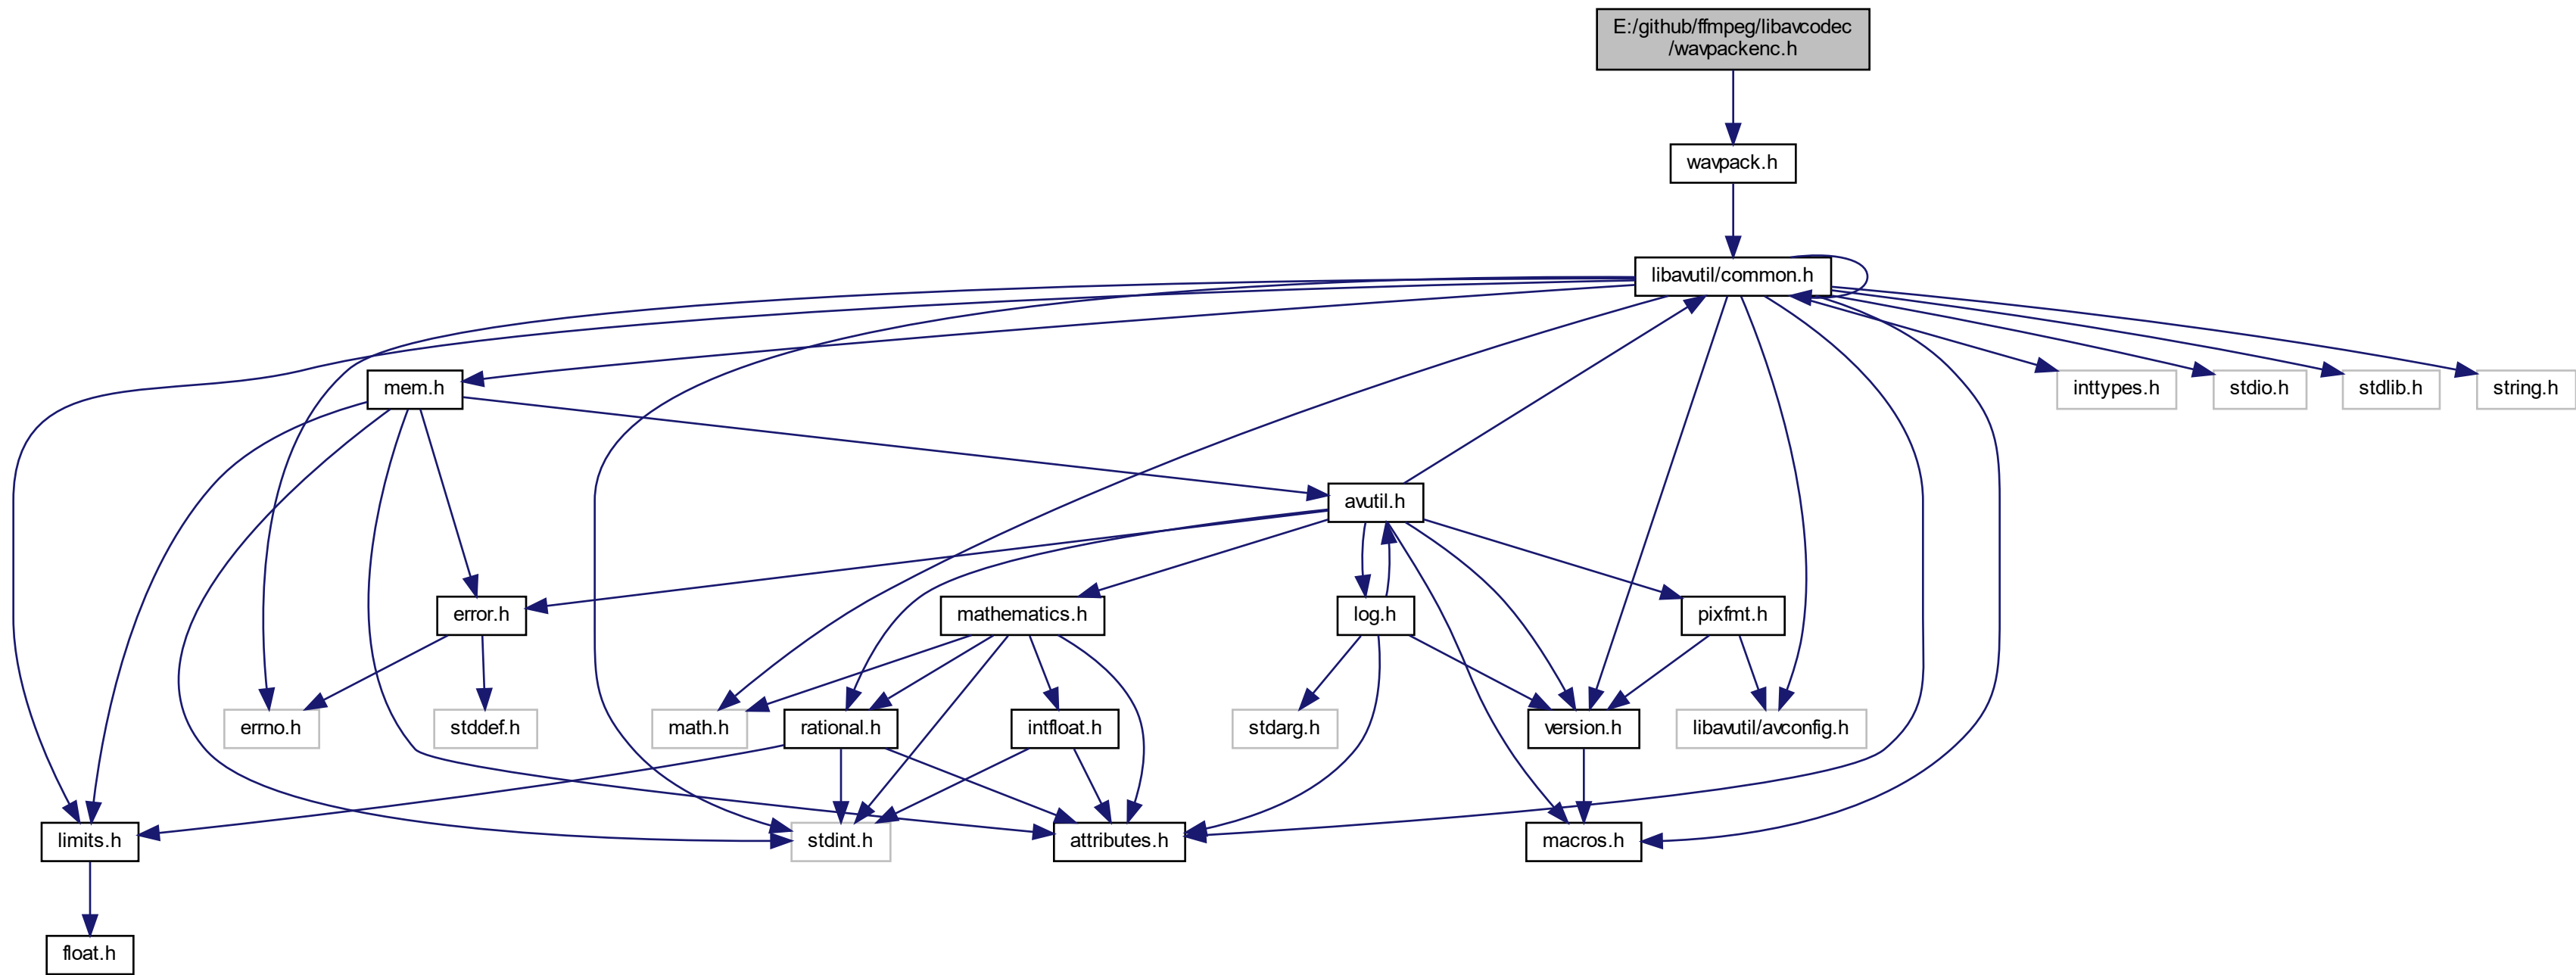 E:/github/ffmpeg/libavcodec
/wavpackenc.h
wavpack.h
libavutil/common.h
mem.h
inttypes.h
stdio.h
stdlib.h
string.h
avutil.h
error.h
mathematics.h
log.h
pixfmt.h
errno.h
stddef.h
math.h
rational.h
intfloat.h
stdarg.h
version.h
libavutil/avconfig.h
limits.h
stdint.h
attributes.h
macros.h
float.h